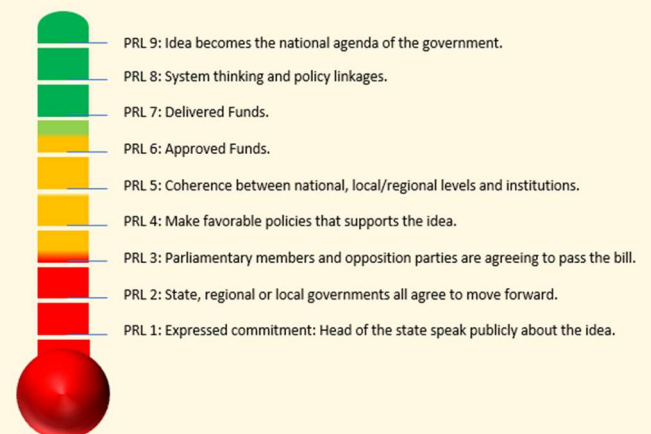 PRL 9: Idea becomes the national agenda of the government.
PRL 8: System thinking and policy linkages.
PRL 7: Delivered Funds.
PRL 6: Approved Funds.
PRL 5: Coherence between national, local/regional levels and institutions.
PRL 4: Make favorable policies that supports the idea.
PRL 3: Parliamentary members and opposition parties are agreeing to pass the bill.
PRL 2: State, regional or local governments all agree to move forward.
PRL 1: Expressed commitment: Head of the state speak publicly about the idea.